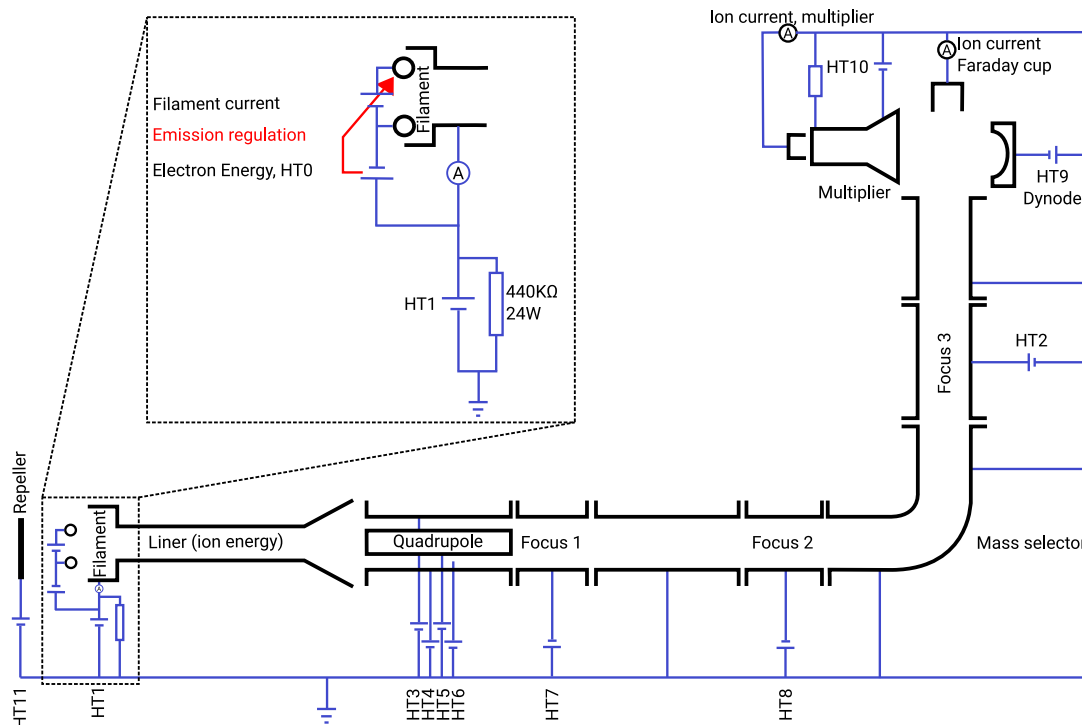 Ion current, multiplier
A
A
Ion current
Faraday cup
HT10
Filament current
Emission regulation
Electron Energy, HT0
Filament
A
Multiplier
HT9
Dynode
HT1
440KΩ
24W
Focus 3
HT2
Repeller
Filament
Liner (ion energy)
Quadrupole
Focus 1
Focus 2
Mass selector
A
HT11
HT1
HT3
HT4
HT5
HT6
HT7
HT8